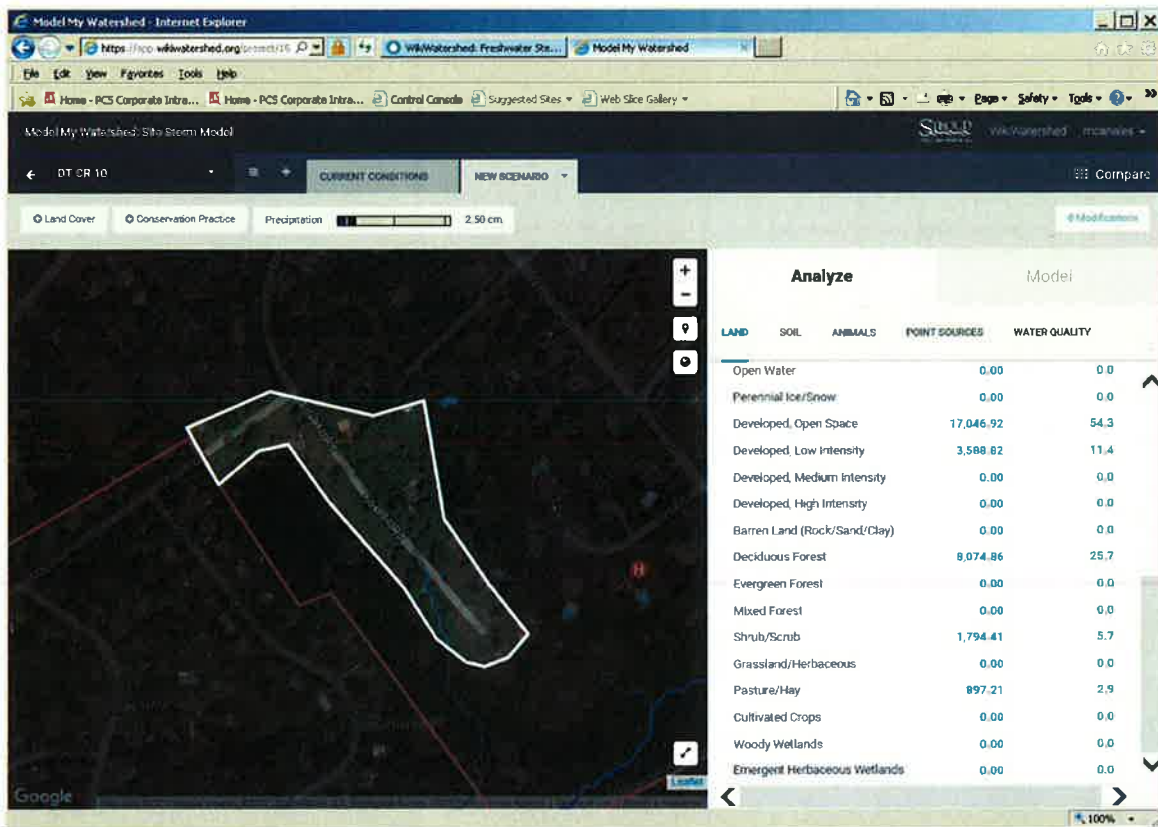 Model My Watershed - Internet Explorer
WikiWatershed: Freshwater Ste... Model My Watershed
File Edit View Favorites Tools Help
Home - PCS Corporate Intra... Home - PCS Corporate Intra... Control Console Suggested Sites Web Slice Gallery Page Safety Tools
Model My Watershed: Site Storm Model WikiWatershed
DT CR 10 CURRENT CONDITIONS NEW SCENARIO Compare
Land Cover Conservation Practice Precipitation 2.50 cm
Analyze Model
LAND SOIL ANIMALS POINT SOURCES WATER QUALITY
Open Water 0.00 0.0
Perennial Ice/Snow 0.00 0.0
Developed, Open Space 17,046.92 54.3
Developed, Low Intensity 3,588.82 11.4
Developed, Medium Intensity 0.00 0.0
Developed, High Intensity 0.00 0.0
Barren Land (Rock/Sand/Clay) 0.00 0.0
Deciduous Forest 8,074.86 25.7
Evergreen Forest 0.00 0.0
Mixed Forest 0.00 0.0
Shrub/Scrub 1,794.41 5.7
Grassland/Herbaceous 0.00 0.0
Pasture/Hay 897.21 2.9
Cultivated Crops 0.00 0.0
Woody Wetlands 0.00 0.0
Emergent Herbaceous Wetlands 0.00 0.0
H
Leaflet
Google
100%